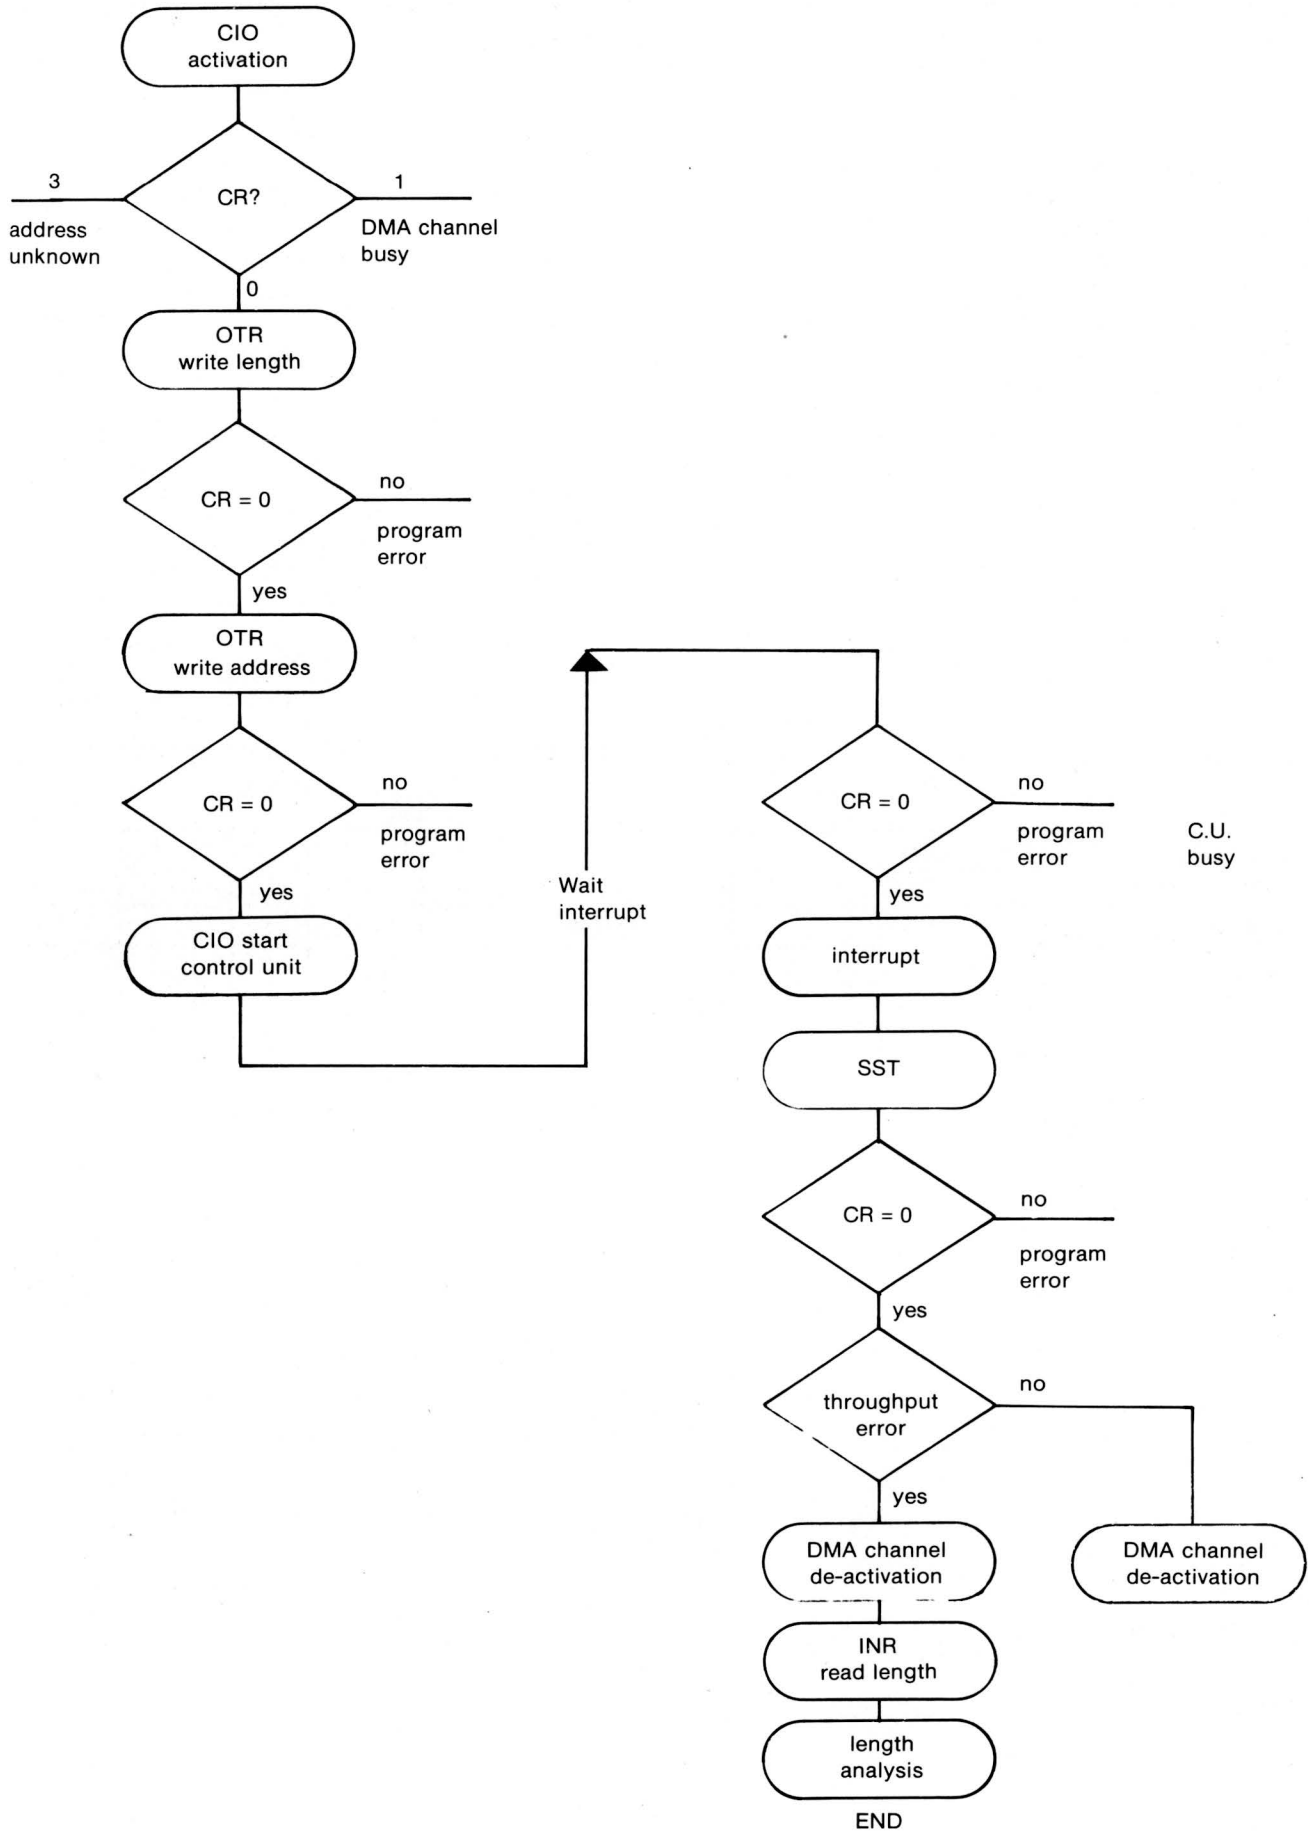 CIO
activation
3
CR?
1
address
unknown
DMA channel
busy
0
OTR
write length
CR = 0
no
program
error
yes
OTR
write address
CR = 0
no
program
error
yes
CIO start
control unit
Wait
interrupt
CR = 0
no
program
error
C.U.
busy
yes
interrupt
SST
CR = 0
no
program
error
yes
throughput
error
no
yes
DMA channel
de-activation
DMA channel
de-activation
INR
read length
length
analysis
END